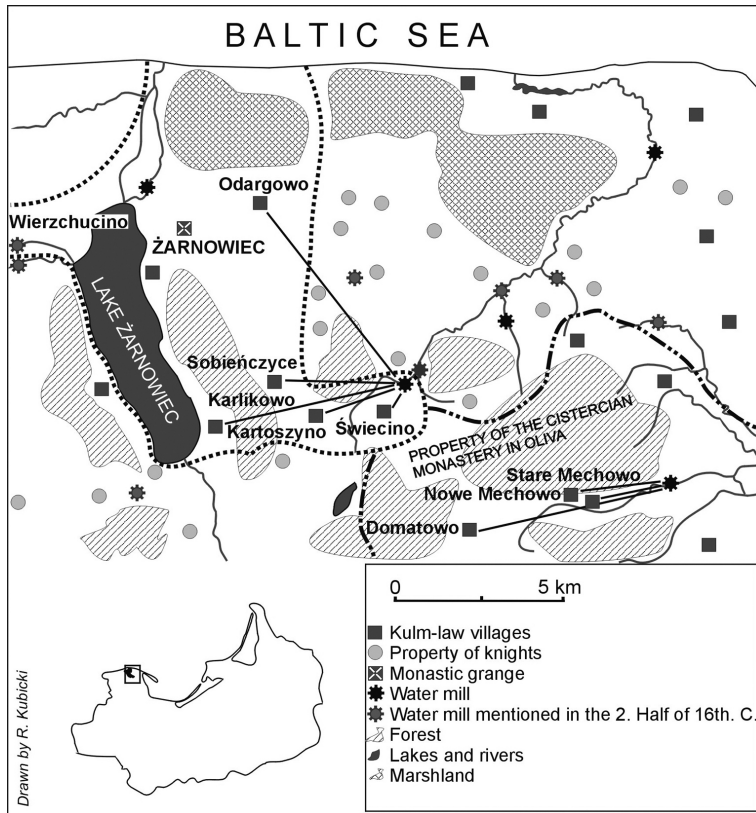 BALTIC SEA
Odargowo
Wierzchucino
ŻARNOWIEC
LAKE ŻARNOWIEC
Sobieńczyce
Karlikowo
Kartoszyno
Świecino
PROPERTY OF THE CISTERCIAN
MONASTERY IN OLIVA
Stare Mechowo
Nowe Mechowo
Domatowo
0 5 km
Kulm-law villages
Property of knights
Monastic grange
Water mill
Water mill mentioned in the 2. Half of 16th. C.
Forest
Lakes and rivers
Marshland
Drawn by R. Kubicki